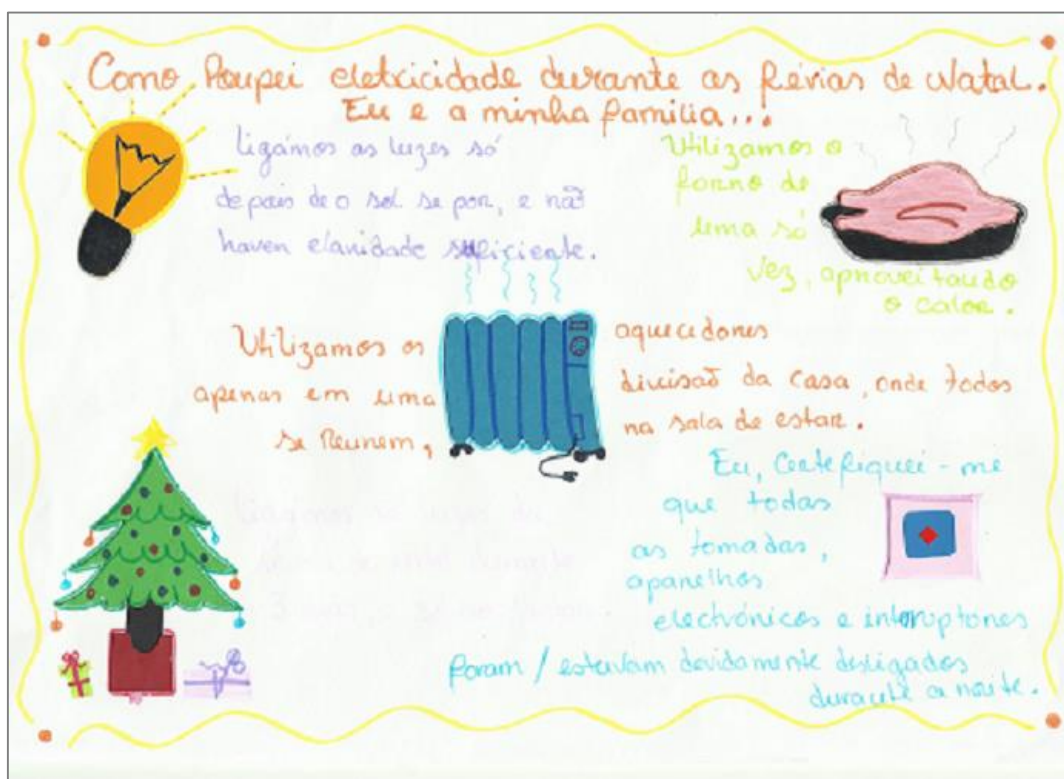 Como Poupei eletricidade durante as férias de Natal.
Eu e a minha família...
ligámos as luzes só
depois de o sol se por, e não
haver claridade suficiente.
Utilizamos o
forno de
uma só
vez, aproveitando
o calor.
Utilizamos os aquecedores
apenas em uma divisão da casa, onde todos
se Reunem, na sala de estar.
Eu, Certefiquei-me
que todas
as tomadas,
aparelhos
electrónicos e interruptores
foram / estavam devidamente desligados
durante a noite.